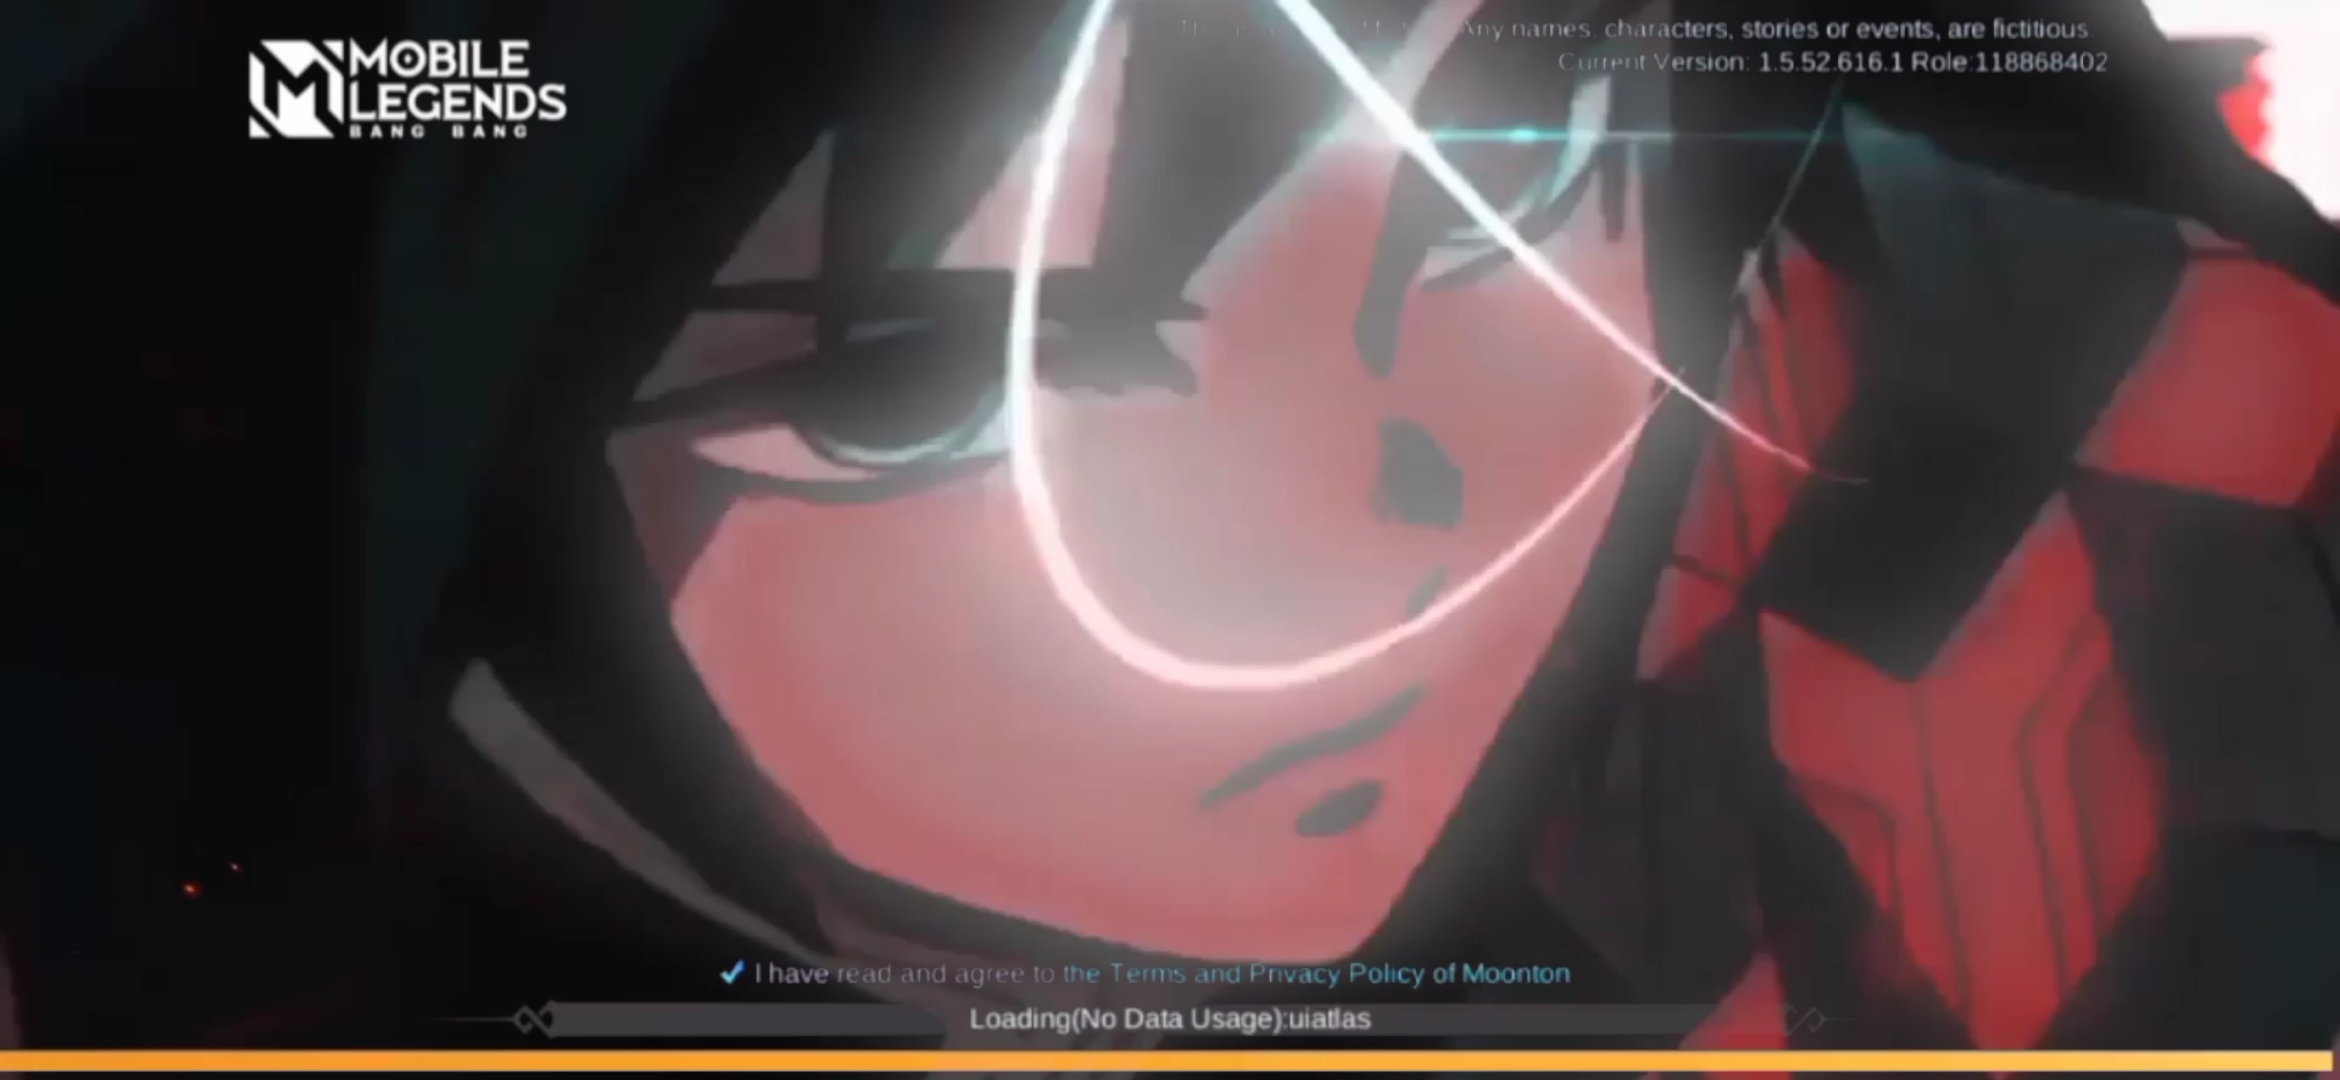 MOBILE
LEGENDS
BANG BANG
Any names, characters, stories or events, are fictitious.
Current Version: 1.5.52.616.1 Role:118868402
I have read and agree to the Terms and Privacy Policy of Moonton
Loading(No Data Usage):uiatlas